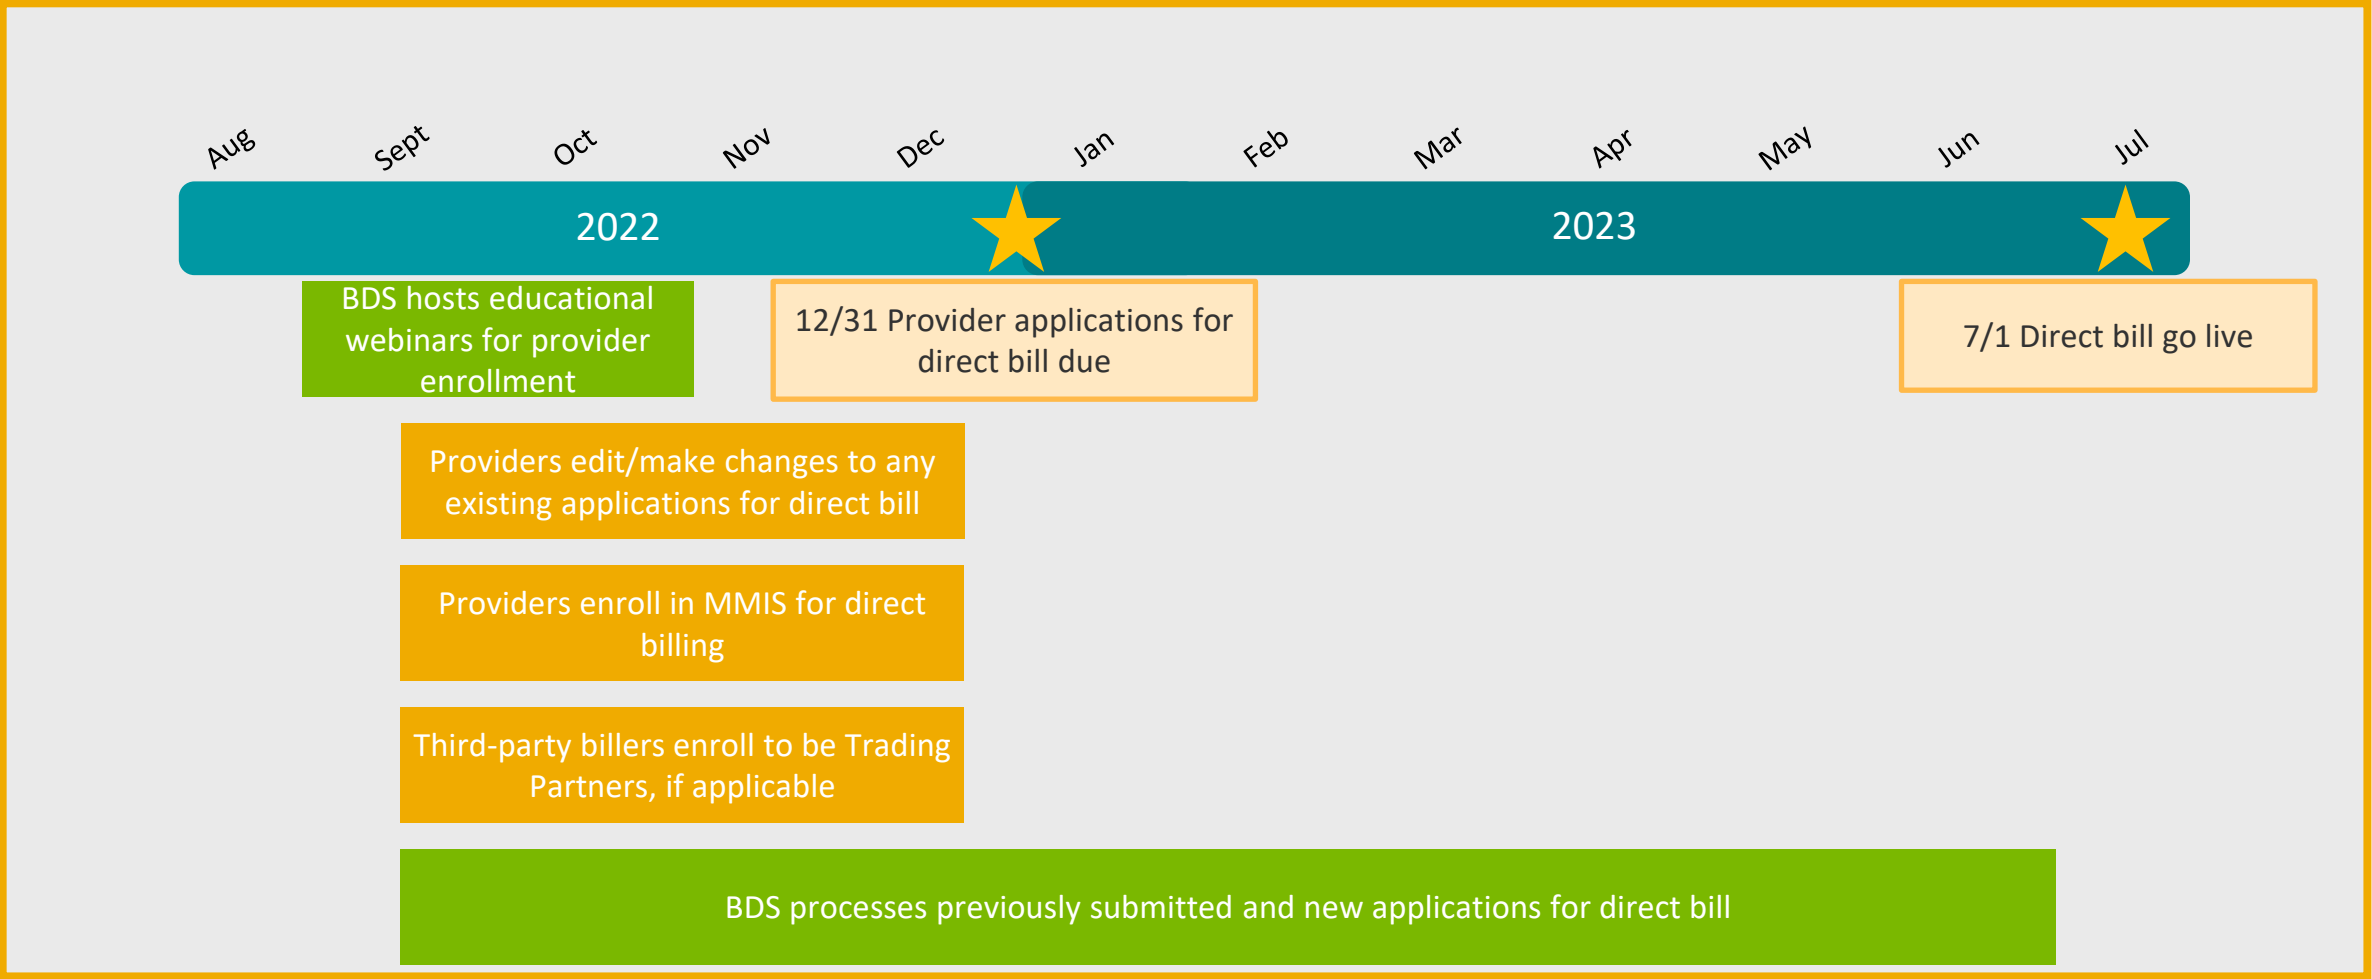 Aug Sept Oct Nov Dec Jan Feb Mar Apr May Jun Jul
2022 2023
BDS hosts educational
webinars for provider
enrollment
12/31 Provider applications for
direct bill due
7/1 Direct bill go live
Providers edit/make changes to any
existing applications for direct bill
Providers enroll in MMIS for direct
billing
Third-party billers enroll to be Trading
Partners, if applicable
BDS processes previously submitted and new applications for direct bill